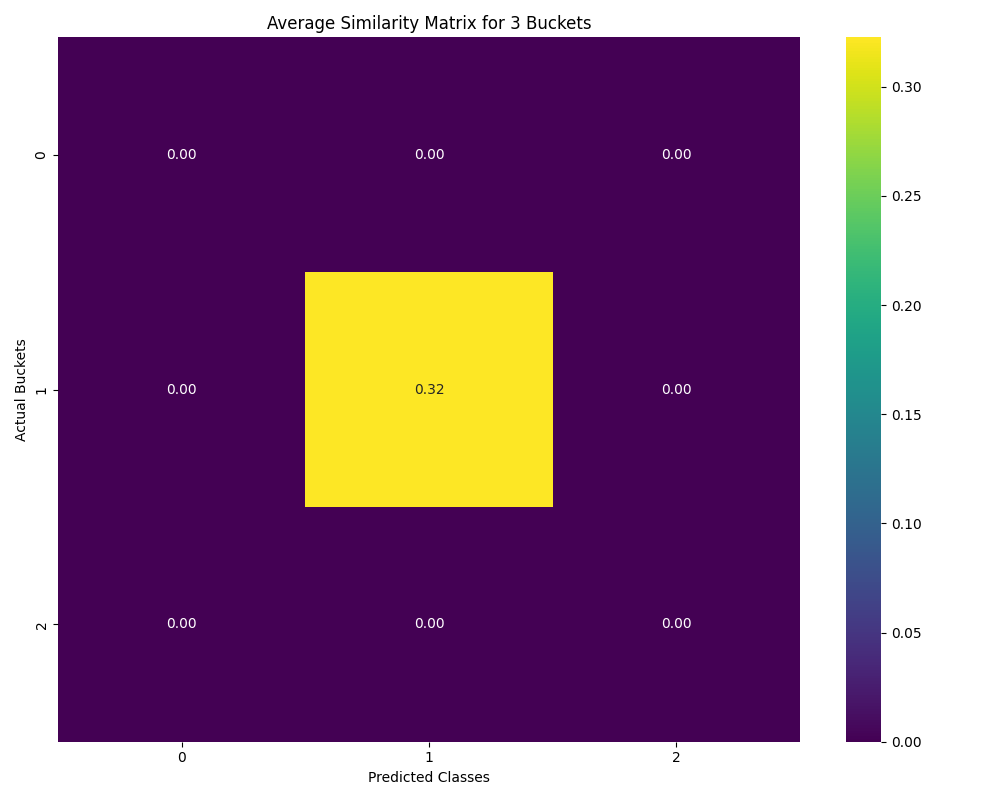 Average Similarity Matrix for 3 Buckets
0.00 0.00 0.00
0.00 0.32 0.00
0.00 0.00 0.00
0
1
2
Actual Buckets
0 1 2
Predicted Classes
0.30
0.25
0.20
0.15
0.10
0.05
0.00